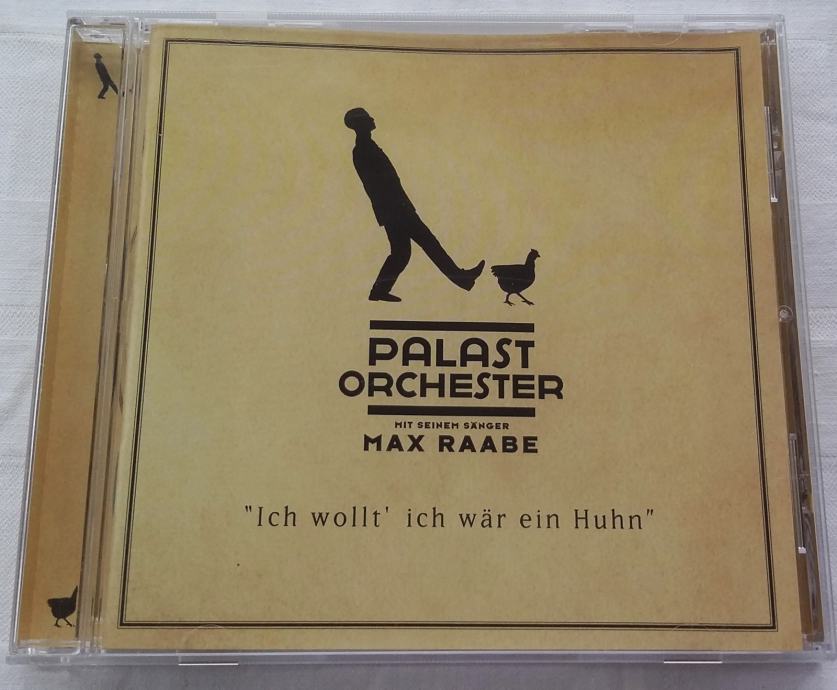 PALAST
ORCHESTER
MIT SEINEM SÄNGER
MAX RAABE
"Ich wollt' ich wär ein Huhn"